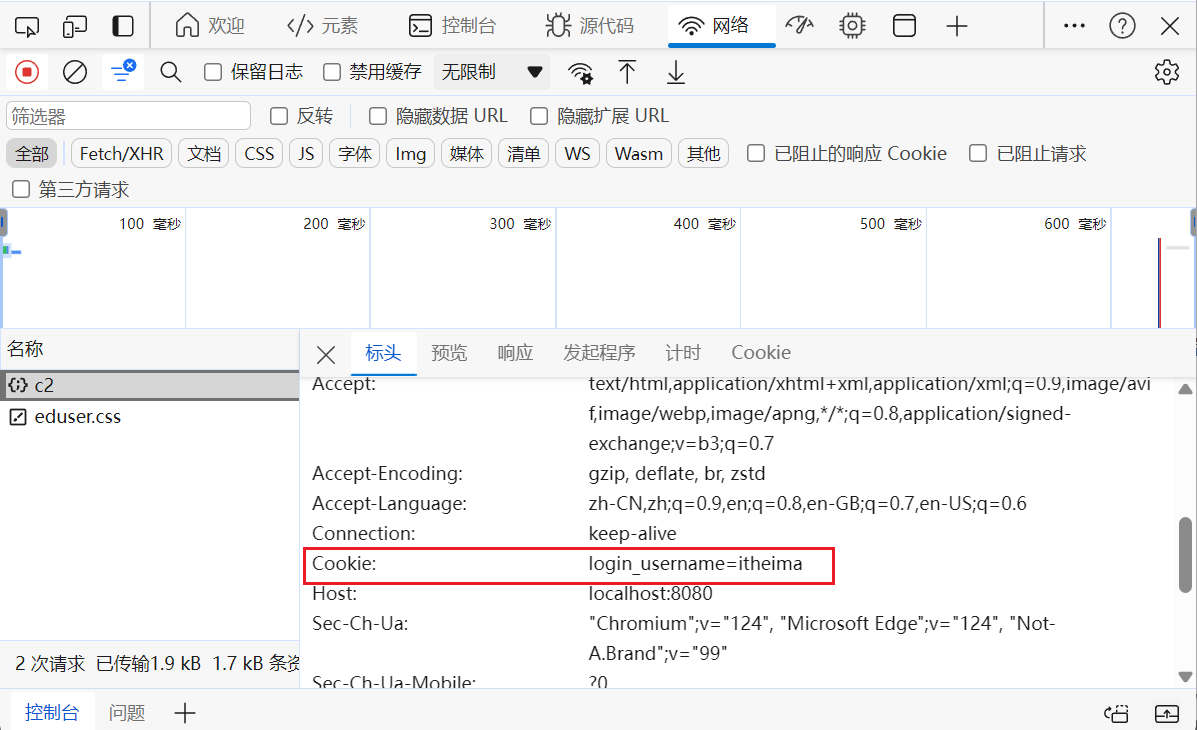 欢迎 元素 控制台 源代码 网络
保留日志 禁用缓存 无限制
筛选器 反转 隐藏数据 URL 隐藏扩展 URL
全部 Fetch/XHR 文档 CSS JS 字体 Img 媒体 清单 WS Wasm 其他 已阻止的响应 Cookie 已阻止请求
第三方请求
100 毫秒 200 毫秒 300 毫秒 400 毫秒 500 毫秒 600 毫秒
名称 标头 预览 响应 发起程序 计时 Cookie
c2
eduser.css
Accept: text/html,application/xhtml+xml,application/xml;q=0.9,image/avi
f,image/webp,image/apng,*/*;q=0.8,application/signed-
exchange;v=b3;q=0.7
Accept-Encoding: gzip, deflate, br, zstd
Accept-Language: zh-CN,zh;q=0.9,en;q=0.8,en-GB;q=0.7,en-US;q=0.6
Connection: keep-alive
Cookie: login_username=itheima
Host: localhost:8080
Sec-Ch-Ua: "Chromium";v="124", "Microsoft Edge";v="124", "Not-
A.Brand";v="99"
Sec-Ch-Ua-Mobile: ?0
2 次请求 已传输1.9 kB 1.7 kB 条资
控制台 问题